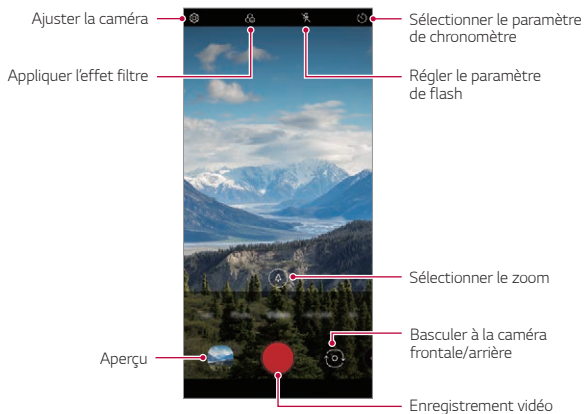 Ajuster la caméra
Sélectionner le paramètre
de chronomètre
Appliquer l'effet filtre
Régler le paramètre
de flash
Sélectionner le zoom
Basculer à la caméra
frontale/arrière
Aperçu
Enregistrement vidéo